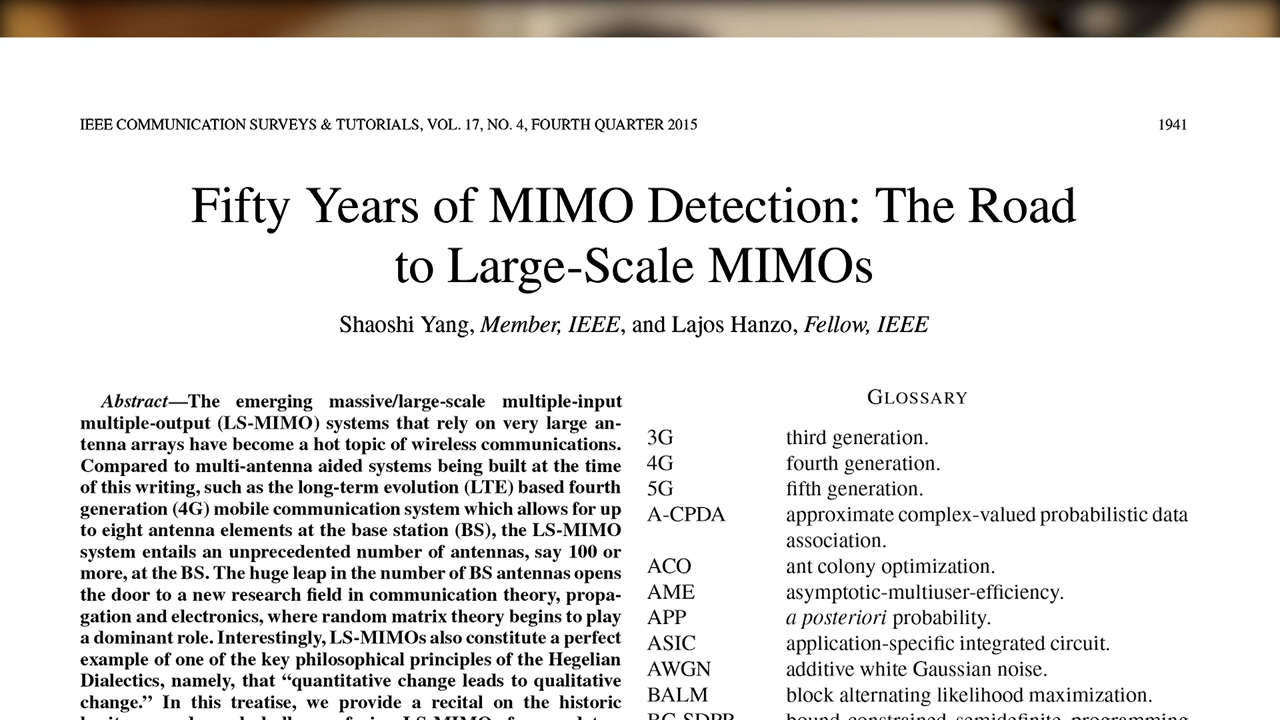 IEEE COMMUNICATION SURVEYS & TUTORIALS, VOL. 17, NO. 4, FOURTH QUARTER 2015 1941
Fifty Years of MIMO Detection: The Road
to Large-Scale MIMOs
Shaoshi Yang, Member, IEEE, and Lajos Hanzo, Fellow, IEEE
Abstract—The emerging massive/large-scale multiple-input
multiple-output (LS-MIMO) systems that rely on very large an-
tenna arrays have become a hot topic of wireless communications.
Compared to multi-antenna aided systems being built at the time
of this writing, such as the long-term evolution (LTE) based fourth
generation (4G) mobile communication system which allows for up
to eight antenna elements at the base station (BS), the LS-MIMO
system entails an unprecedented number of antennas, say 100 or
more, at the BS. The huge leap in the number of BS antennas opens
the door to a new research field in communication theory, propa-
gation and electronics, where random matrix theory begins to play
a dominant role. Interestingly, LS-MIMOs also constitute a perfect
example of one of the key philosophical principles of the Hegelian
Dialectics, namely, that “quantitative change leads to qualitative
change.” In this treatise, we provide a recital on the historic
GLOSSARY
3G third generation.
4G fourth generation.
5G fifth generation.
A-CPDA approximate complex-valued probabilistic data
association.
ACO ant colony optimization.
AME asymptotic-multiuser-efficiency.
APP a posteriori probability.
ASIC application-specific integrated circuit.
AWGN additive white Gaussian noise.
BALM block alternating likelihood maximization.